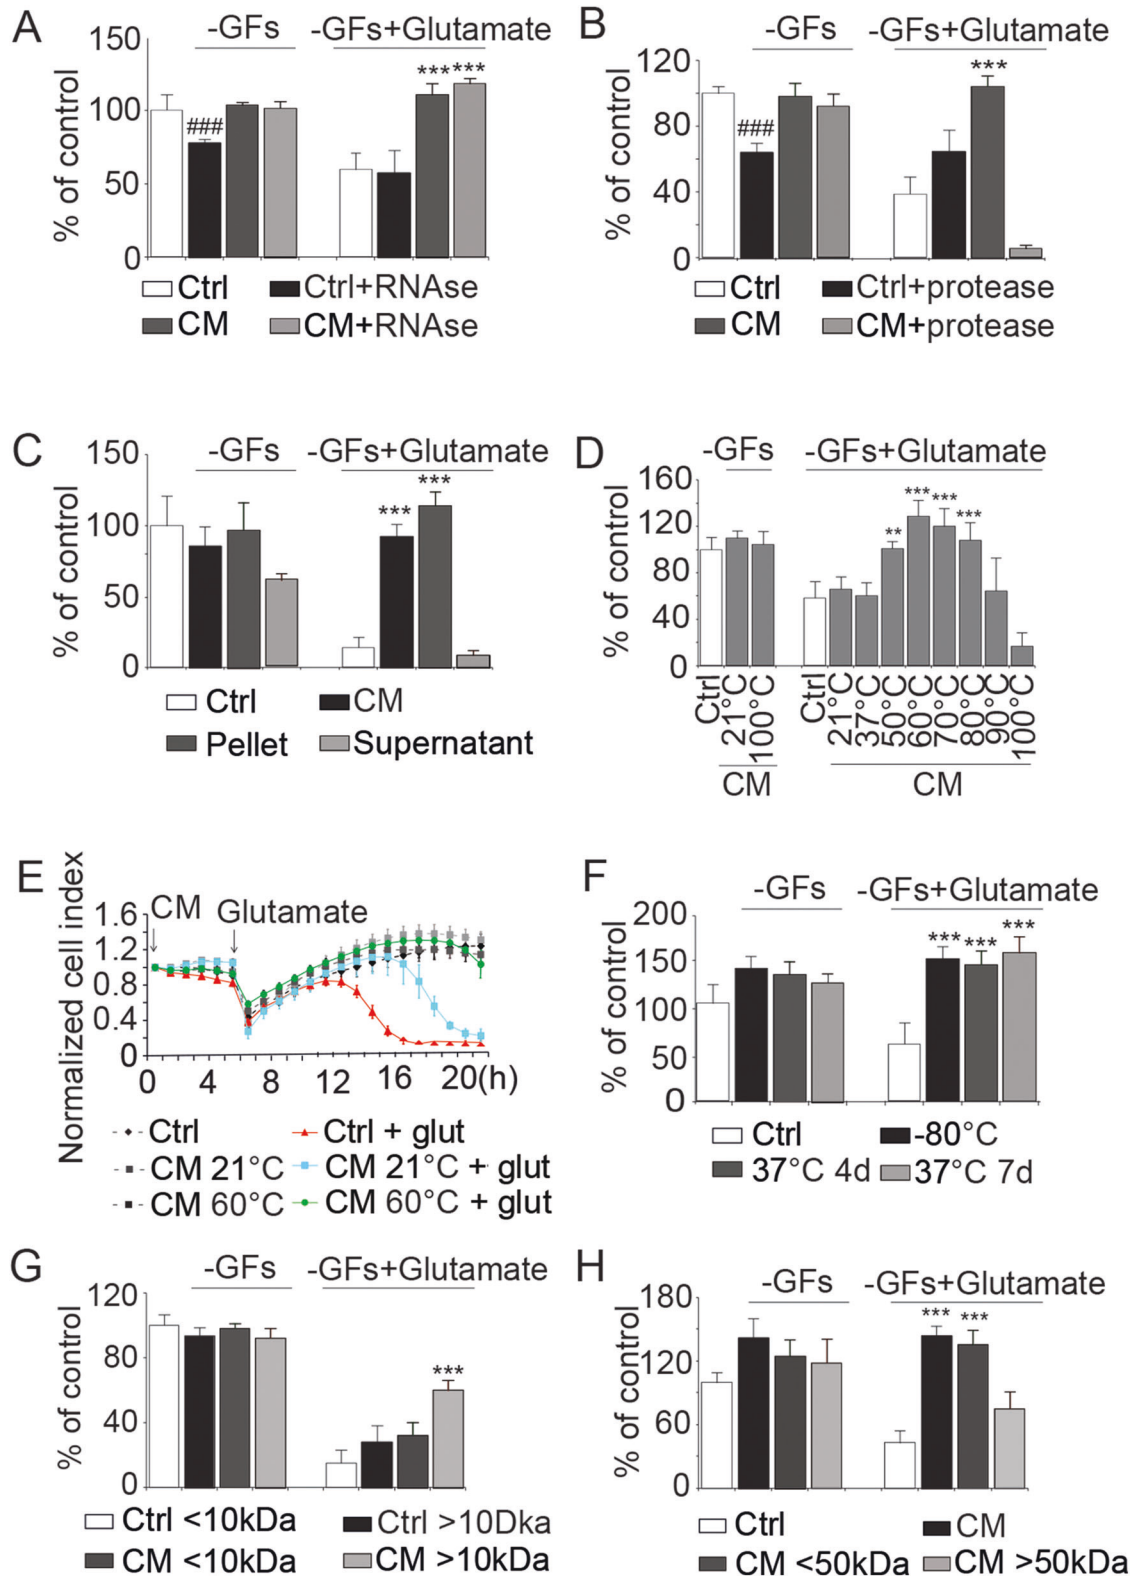 A
-GFs
-GFs+Glutamate
% of control
150
100
50
0
###
***
***
Ctrl
Ctrl+RNAse
CM
CM+RNAse
B
-GFs
-GFs+Glutamate
% of control
120
80
40
0
###
***
Ctrl
Ctrl+protease
CM
CM+protease
C
-GFs
-GFs+Glutamate
% of control
150
100
50
0
***
***
Ctrl
CM
Pellet
Supernatant
D
-GFs
-GFs+Glutamate
% of control
160
120
80
40
0
**
***
***
***
Ctrl
21°C
100°C
Ctrl
21°C
37°C
50°C
60°C
70°C
80°C
90°C
100°C
CM
CM
E
Normalized cell index
CM
Glutamate
1.6
1.2
0.8
0.4
0
0 4 8 12 16 20(h)
Ctrl
Ctrl + glut
CM 21°C
CM 21°C + glut
CM 60°C
CM 60°C + glut
F
-GFs
-GFs+Glutamate
% of control
200
150
100
50
0
***
***
***
Ctrl
-80°C
37°C 4d
37°C 7d
G
-GFs
-GFs+Glutamate
% of control
120
80
40
0
***
Ctrl <10kDa
Ctrl >10Dka
CM <10kDa
CM >10kDa
H
-GFs
-GFs+Glutamate
% of control
180
120
60
0
***
***
Ctrl
CM
CM <50kDa
CM >50kDa